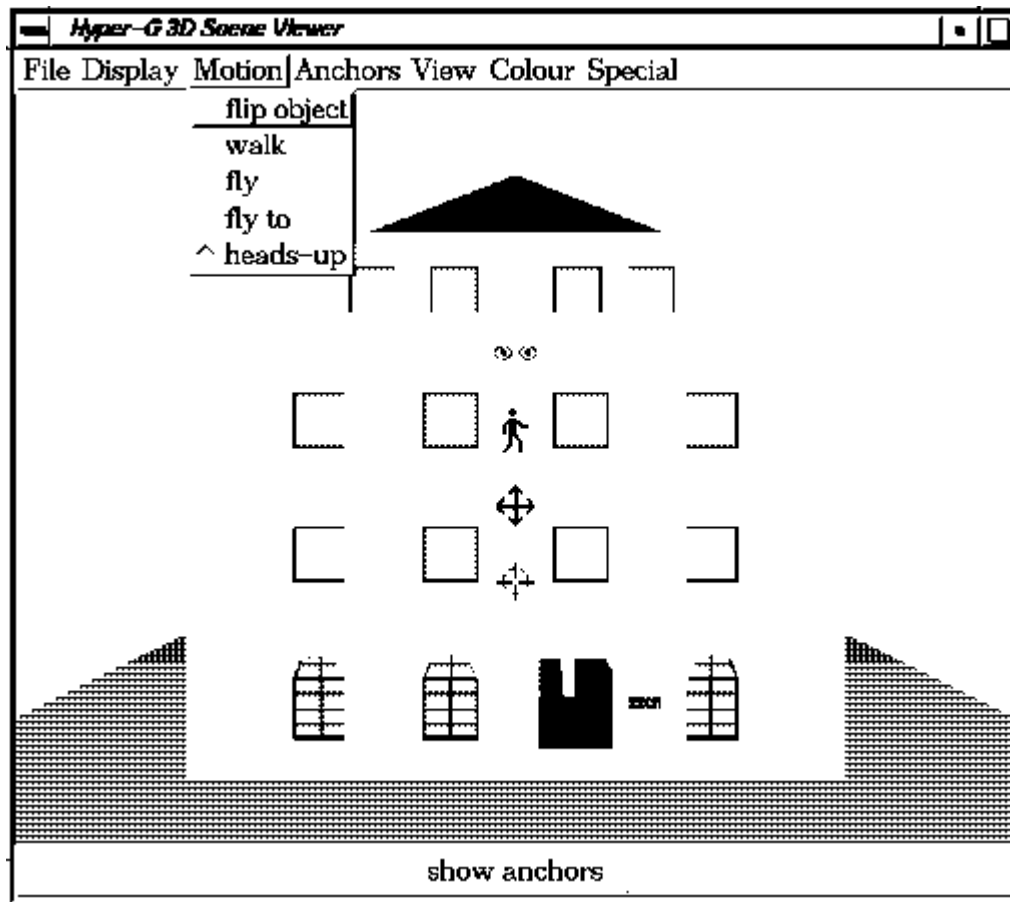 Hyper-G 3D Scene Viewer
File Display Motion Anchors View Colour Special
flip object
walk
fly
fly to
^ heads-up
show anchors